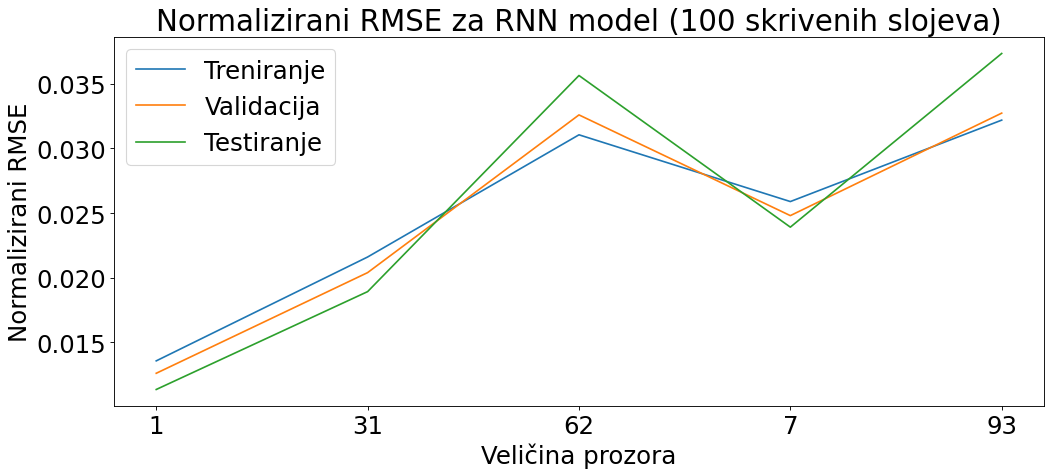 Normalizirani RMSE za RNN model (100 skrivenih slojeva)
Treniranje
Validacija
Testiranje
Normalizirani RMSE
0.035
0.030
0.025
0.020
0.015
1 31 62 7 93
Veličina prozora